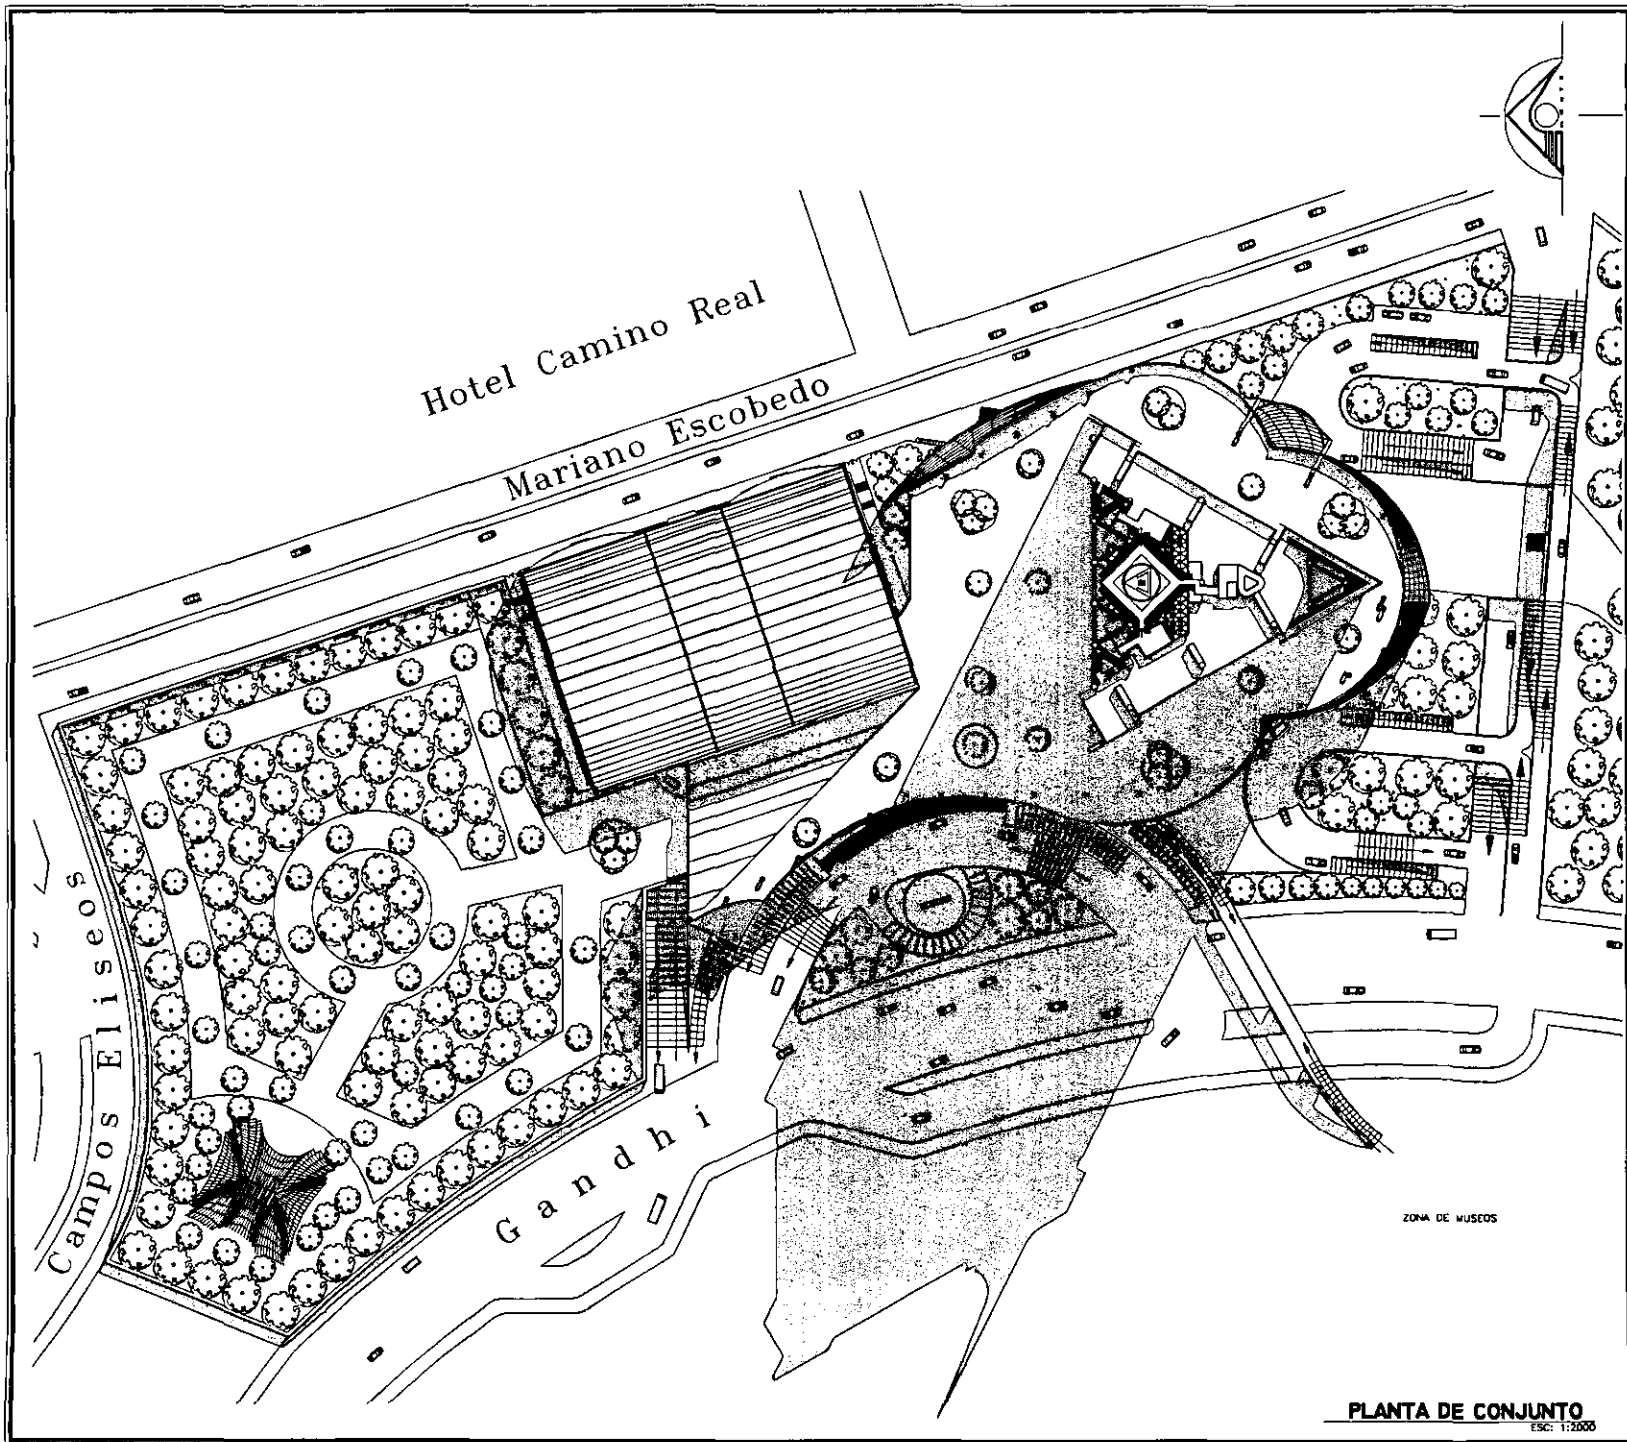 Hotel Camino Real
Mariano Escobedo
Campos Eliseos
Gandhi
ZONA DE MUSEOS
PLANTA DE CONJUNTO
ESC: 1:2000